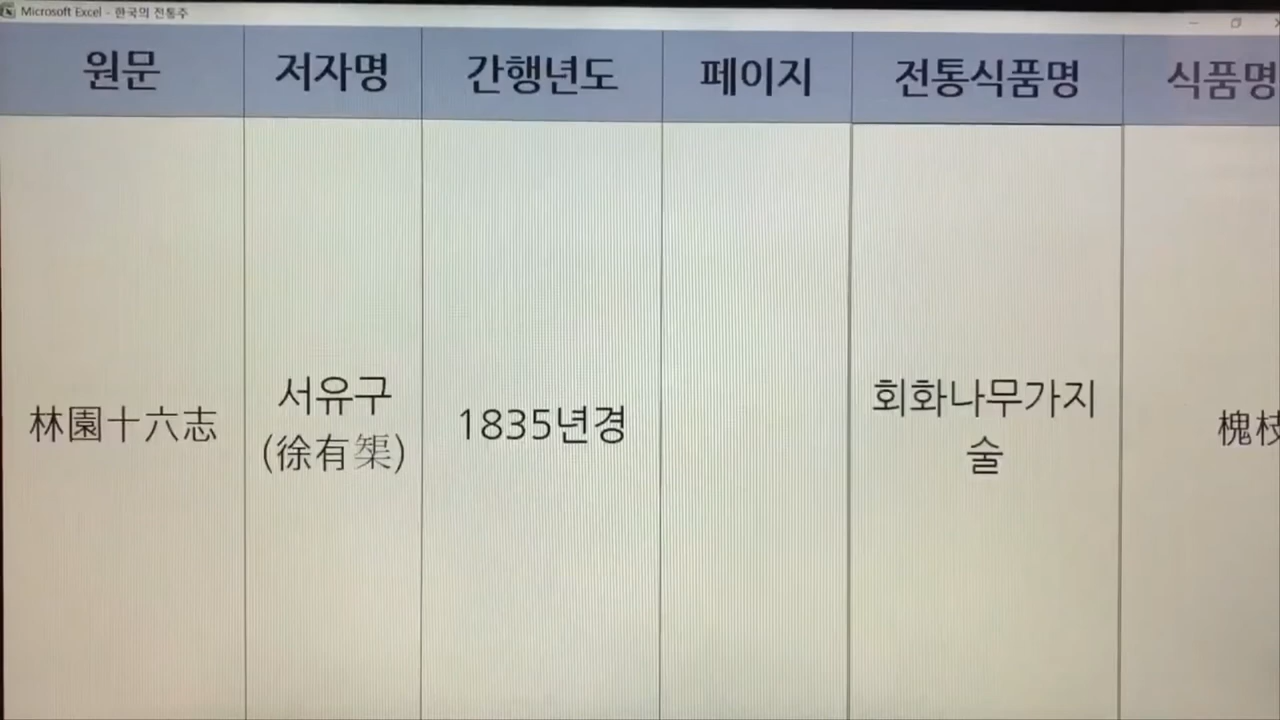 Microsoft Excel - 한국의 전통주
원문 저자명 간행년도 페이지 전통식품명 식품명
林園十六志
서유구
(徐有榘)
1835년경
회화나무가지
술
槐枝